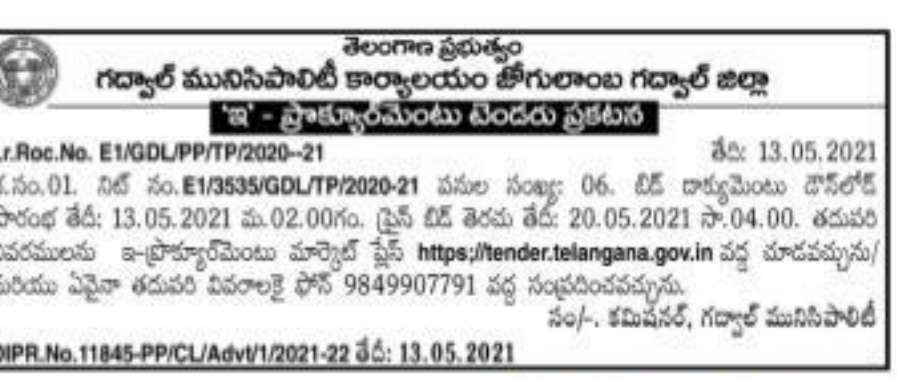 తెలంగాణ ప్రభుత్వం
గద్వాల్ మునిసిపాలిటీ కార్యాలయం జోగులాంబ గద్వాల్ జిల్లా
'ఇ' - ప్రొక్యూర్‌మెంటు టెండరు ప్రకటన
.r.Roc.No. E1/GDL/PP/TP/2020--21 తేది: 13.05.2021
.సం,01. నిట్ నం.E1/3535/GDL/TP/2020-21 పనుల సంఖ్య: 06. బిడ్ డాక్యుమెంటు డౌన్‌లోడ్
ప్రారంభ తేదీ: 13.05.2021 మ.02.00గం. ప్రైస్ బిడ్ తెరచు తేదీ: 20.05.2021 సా.04.00. తదుపరి
వివరములను ఇ-ప్రొక్యూర్‌మెంటు మార్కెట్ ప్లేస్ https;//tender.telangana.gov.in వద్ద చూడవచ్చును/
మరియు ఏవైనా తదుపరి వివరాలకై ఫోన్ 9849907791 వద్ద సంప్రదించవచ్చును.
సం/-. కమిషనర్, గద్వాల్ మునిసిపాలిటీ
DIPR.No.11845-PP/CL/Advt/1/2021-22 తేది: 13.05.2021